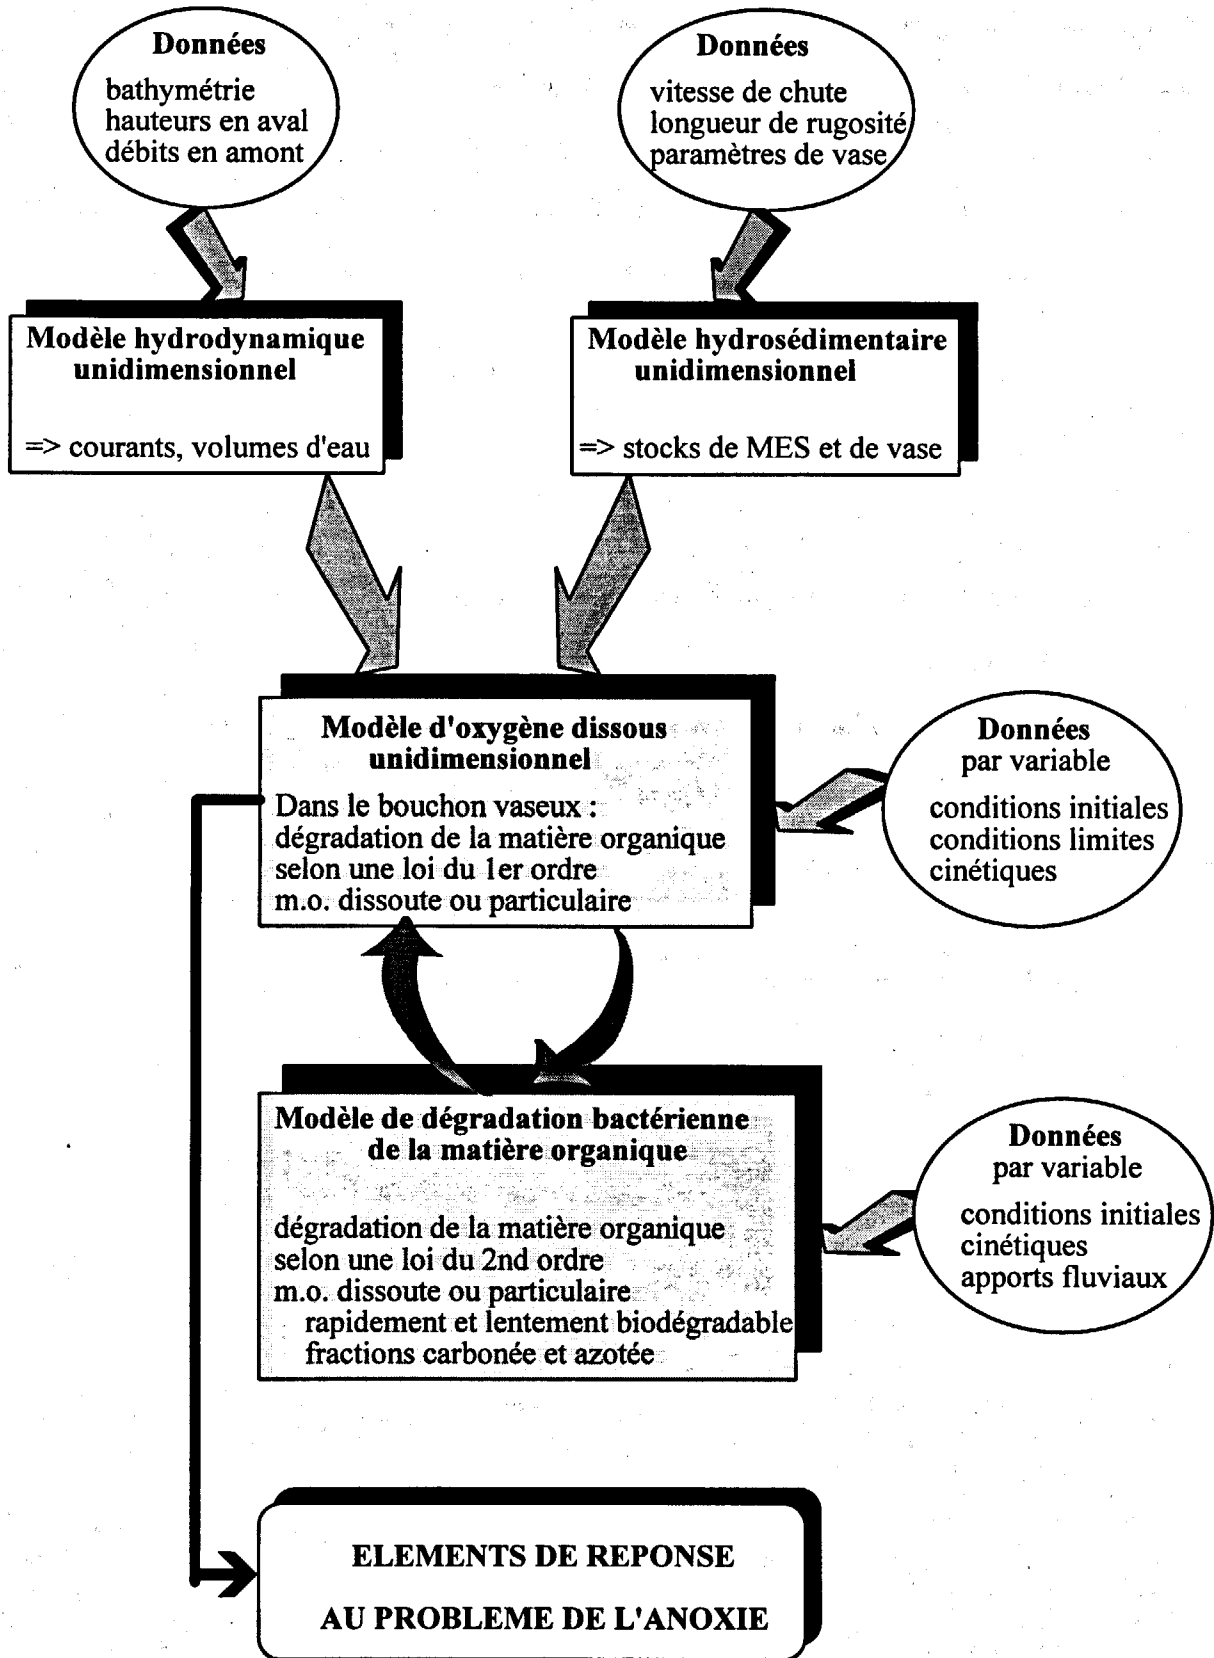 Données
bathymétrie
hauteurs en aval
débits en amont
Données
vitesse de chute
longueur de rugosité
paramètres de vase
Modèle hydrodynamique
unidimensionnel
=> courants, volumes d'eau
Modèle hydrosédimentaire
unidimensionnel
=> stocks de MES et de vase
Modèle d'oxygène dissous
unidimensionnel
Dans le bouchon vaseux :
dégradation de la matière organique
selon une loi du 1er ordre
m.o. dissoute ou particulaire
Données
par variable
conditions initiales
conditions limites
cinétiques
Modèle de dégradation bactérienne
de la matière organique
dégradation de la matière organique
selon une loi du 2nd ordre
m.o. dissoute ou particulaire
rapidement et lentement biodégradable
fractions carbonée et azotée
Données
par variable
conditions initiales
cinétiques
apports fluviaux
ELEMENTS DE REPONSE
AU PROBLEME DE L'ANOXIE